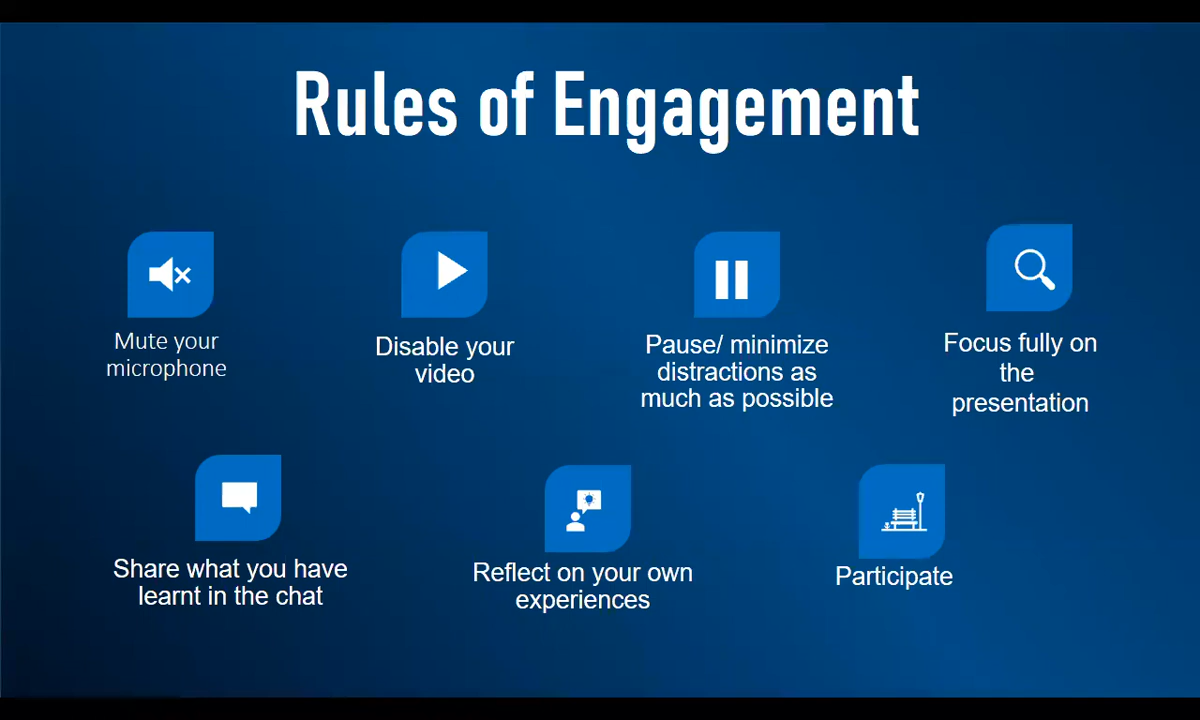 Rules of Engagement
Mute your
microphone
Disable your
video
Pause/ minimize
distractions as
much as possible
Focus fully on
the
presentation
Share what you have
learnt in the chat
Reflect on your own
experiences
Participate